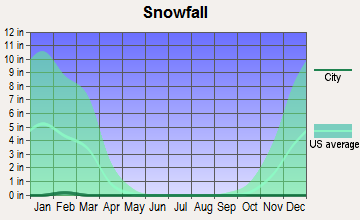 Snowfall
12 in
11 in
10 in
9 in
8 in
7 in
6 in
5 in
4 in
3 in
2 in
1 in
0 in
Jan Feb Mar Apr May Jun Jul Aug Sep Oct Nov Dec
City
US average